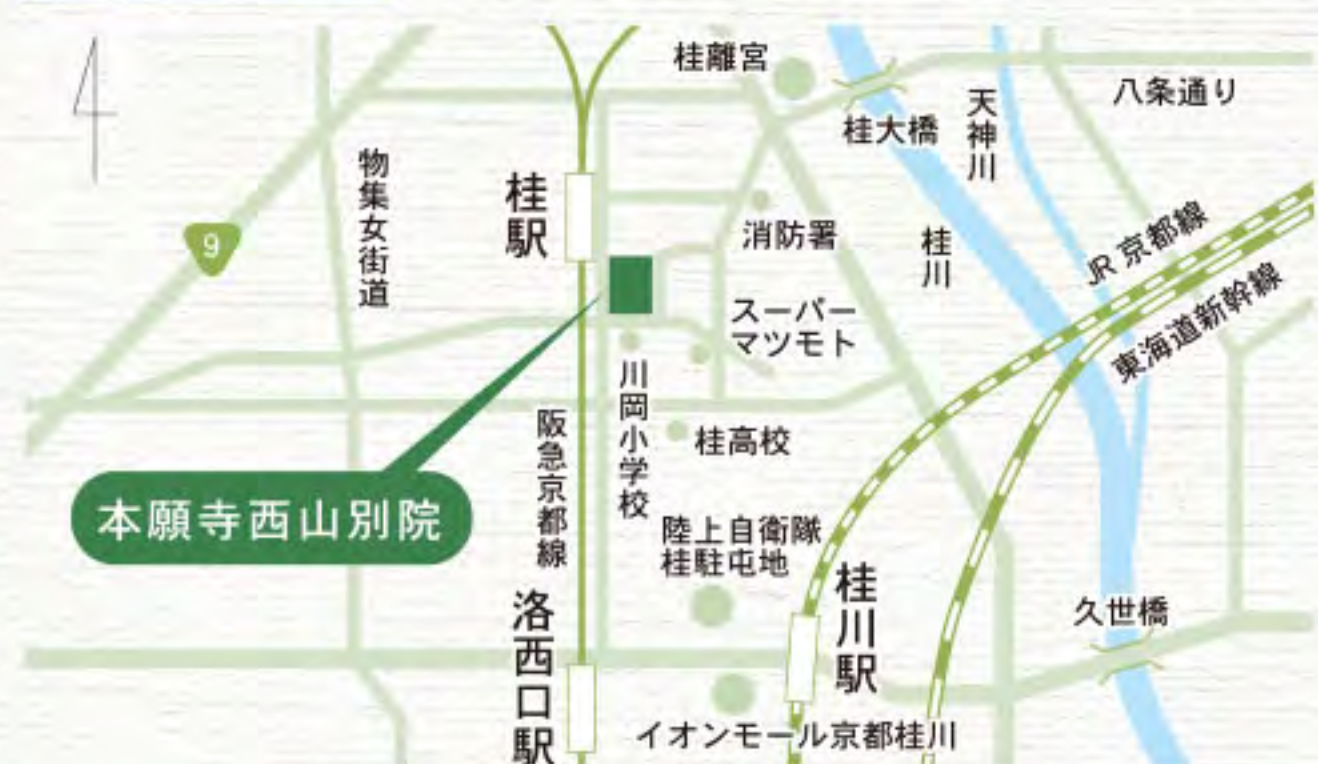 桂離宮
八条通り
桂大橋
天神川
物集女街道
桂駅
9
消防署
桂川
JR 京都線
東海道新幹線
スーパー
マツモト
川岡小学校
阪急京都線
桂高校
本願寺西山別院
陸上自衛隊
桂駐屯地
桂川駅
洛西口駅
久世橋
イオンモール京都桂川